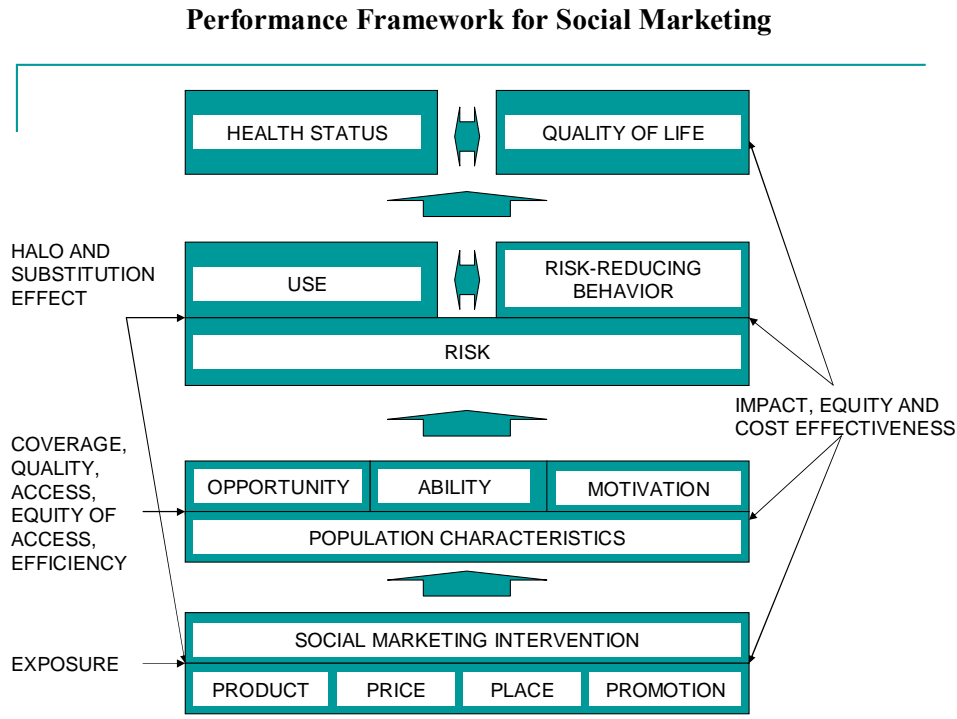 Performance Framework for Social Marketing
HEALTH STATUS
QUALITY OF LIFE
HALO AND
SUBSTITUTION
EFFECT
USE
RISK-REDUCING
BEHAVIOR
RISK
IMPACT, EQUITY AND
COST EFFECTIVENESS
COVERAGE,
QUALITY,
ACCESS,
EQUITY OF
ACCESS,
EFFICIENCY
OPPORTUNITY
ABILITY
MOTIVATION
POPULATION CHARACTERISTICS
SOCIAL MARKETING INTERVENTION
EXPOSURE
PRODUCT
PRICE
PLACE
PROMOTION